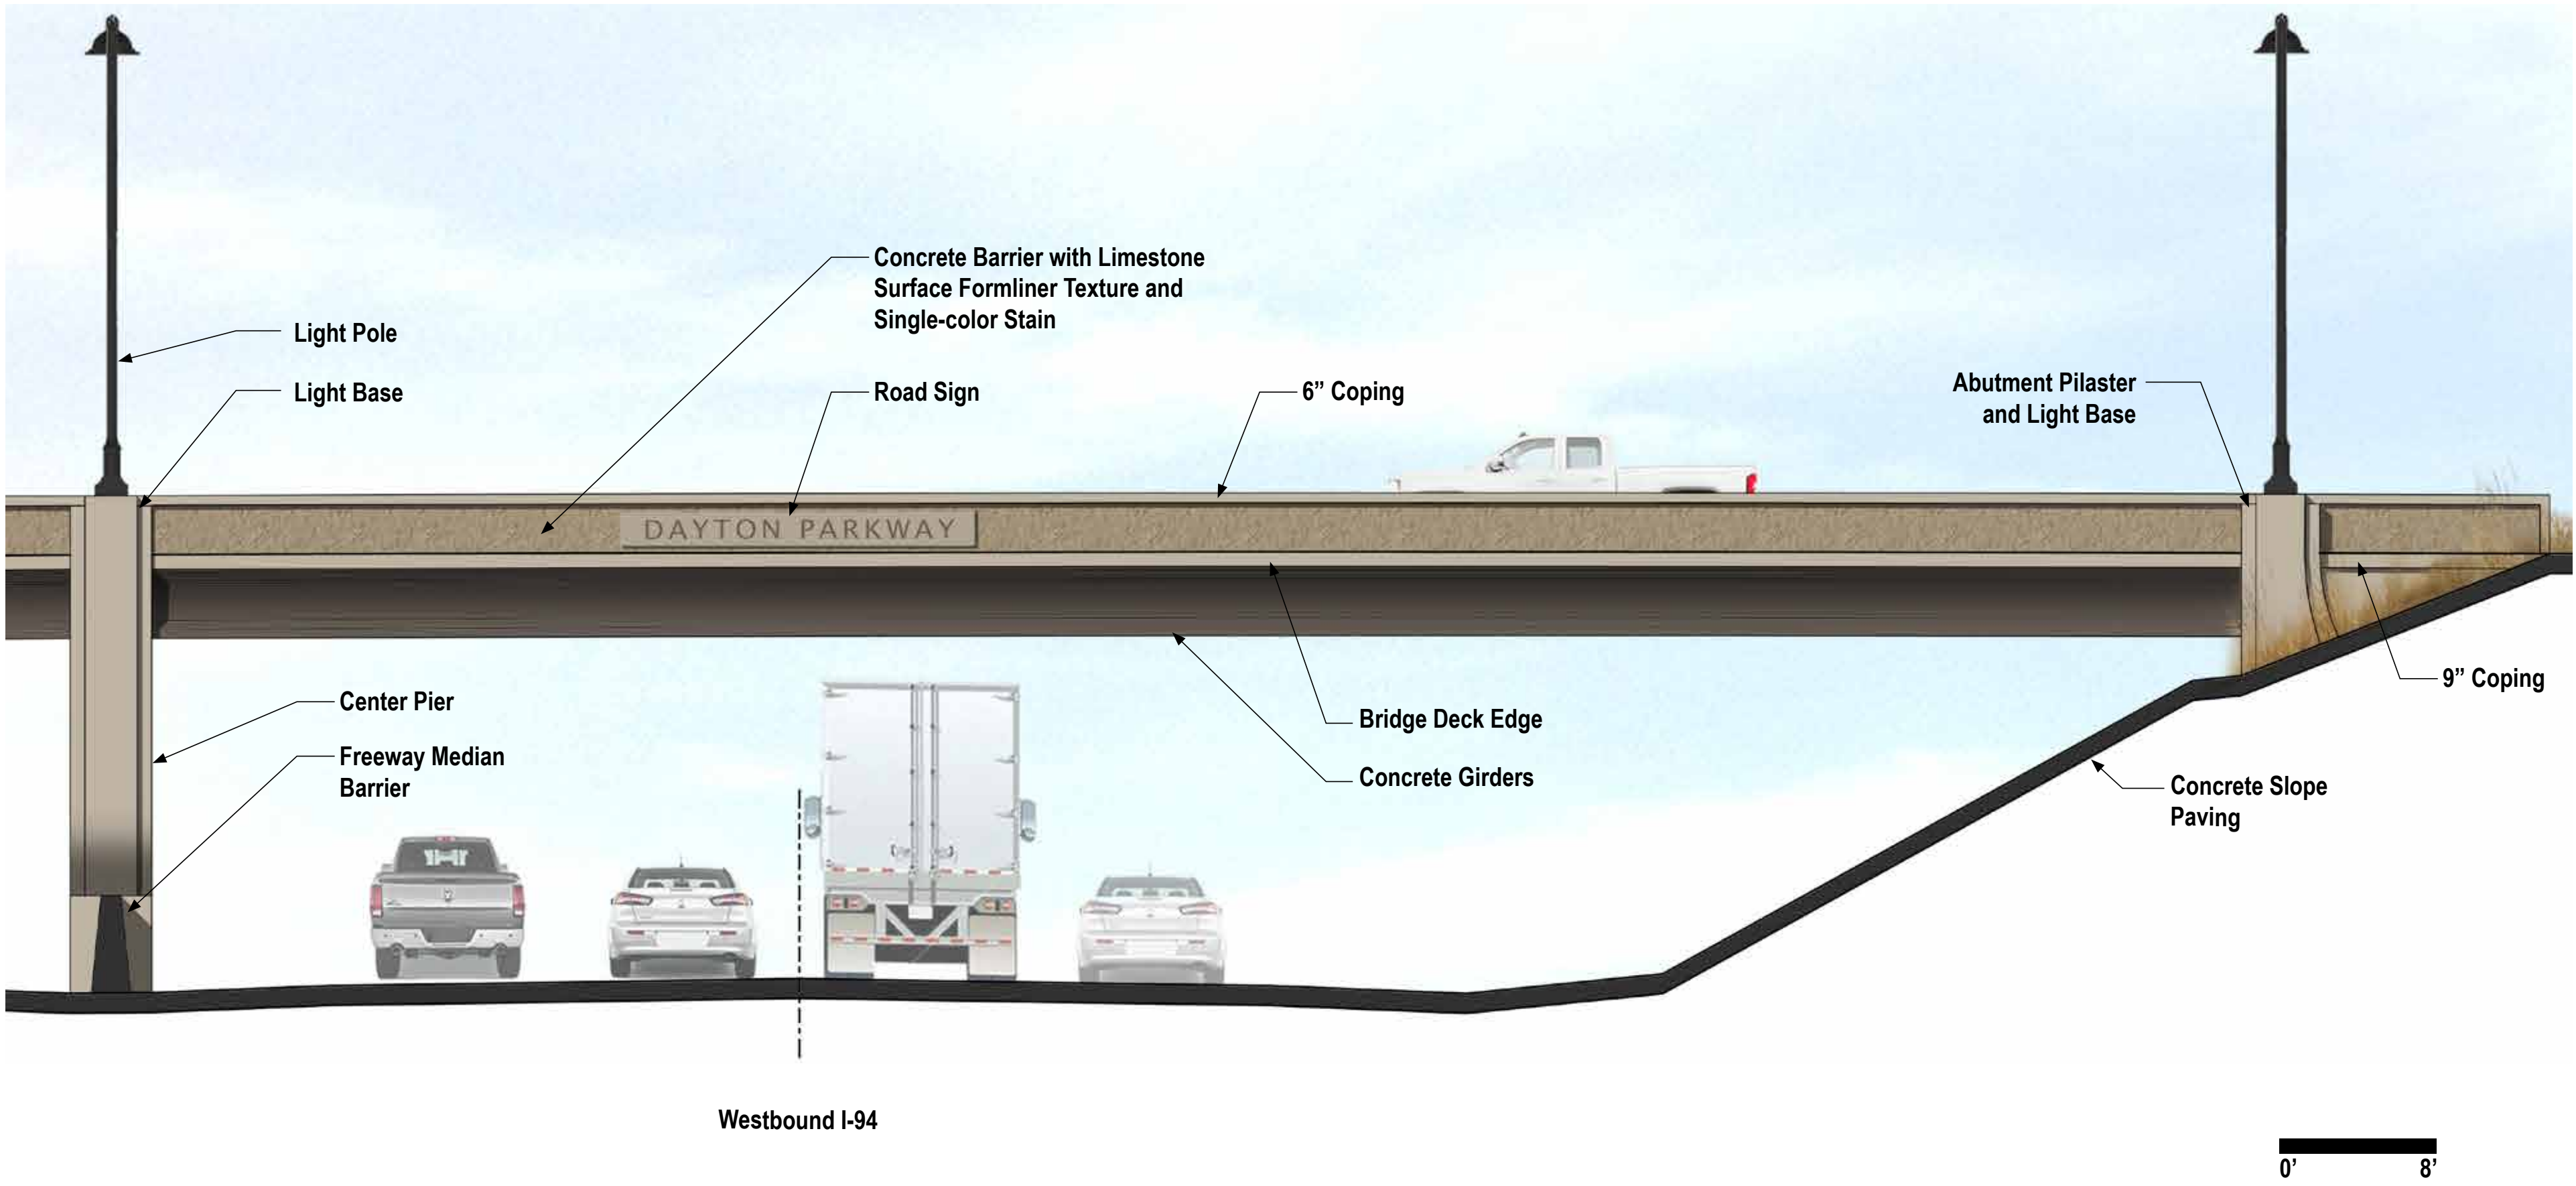 Concrete Barrier with Limestone
Surface Formliner Texture and
Single-color Stain
Light Pole
Light Base
Road Sign
6” Coping
Abutment Pilaster
and Light Base
DAYTON PARKWAY
9” Coping
Center Pier
Bridge Deck Edge
Freeway Median
Barrier
Concrete Girders
Concrete Slope
Paving
Westbound I-94
0’ 8’